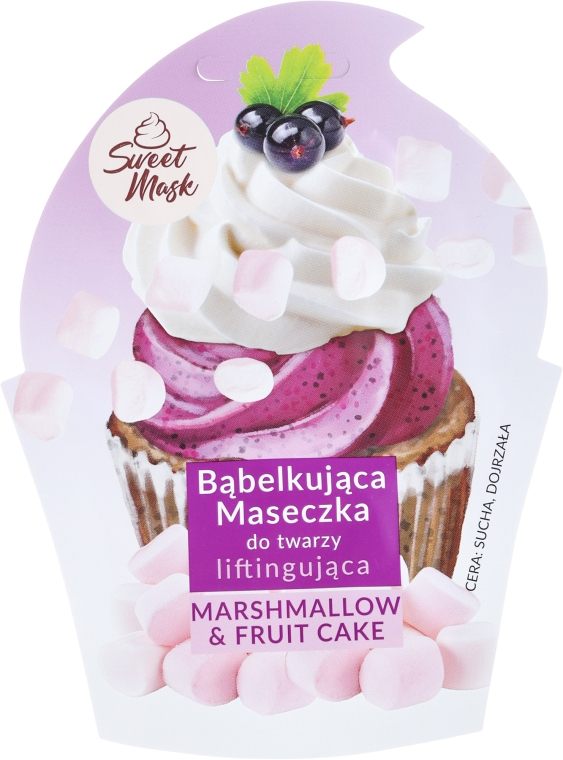 Sweet
Mask
Bąbelkująca
Maseczka
do twarzy
liftingująca
MARSHMALLOW
& FRUIT CAKE
CERA: SUCHA, DOJRZAŁA